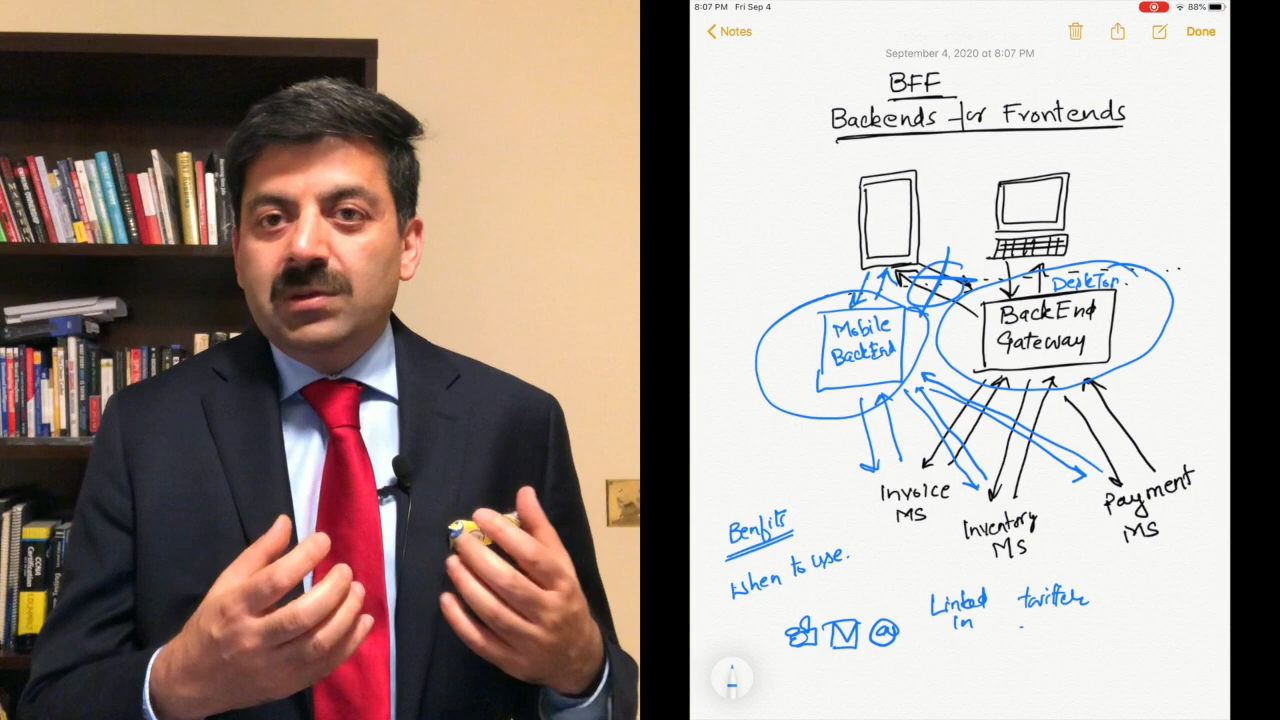 8:07 PM Fri Sep 4
88%
Notes
Done
September 4, 2020 at 8:07 PM
BFF
Backends for Frontends
DeskTop
Mobile
BackEnd
BackEnd
Gateway
Invoice
MS
Inventory
MS
Payment
MS
Benfits
When to use.
Linked
in
twitter
CCNA
Certification